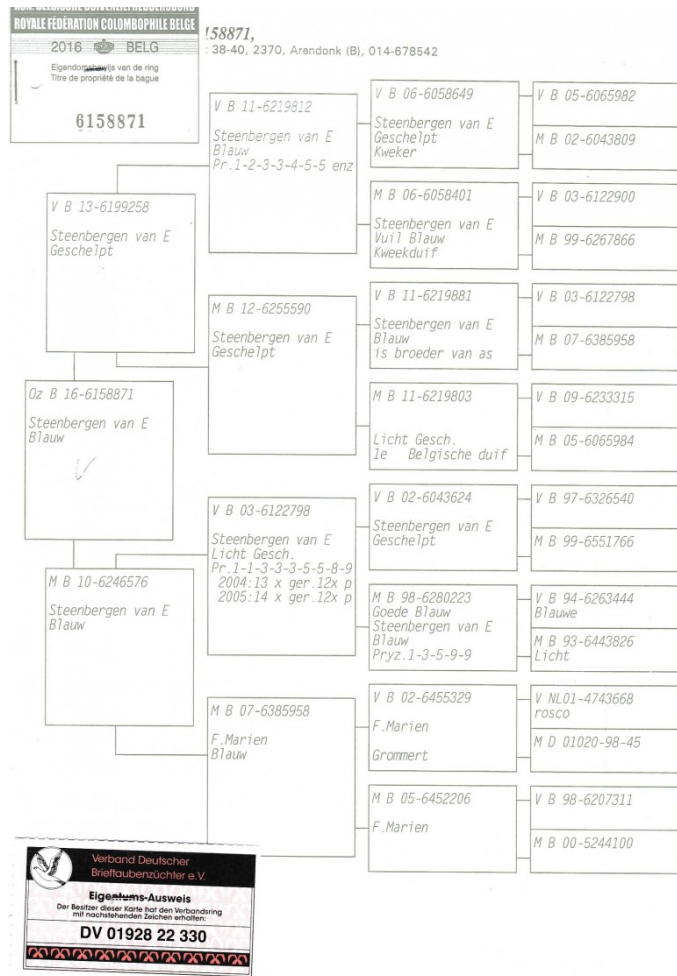 ROYALE FÉDÉRATION COLOMBOPHILE BELGE
2016 BELG
Eigendomsbewijs van de ring
Titre de propriété de la bague
6158871
158871,
: 38-40, 2370, Arendonk (B), 014-678542
Oz B 16-6158871
Steenbergen van E
Blauw
V B 13-6199258
Steenbergen van E
Geschelpt
M B 10-6246576
Steenbergen van E
Blauw
V B 11-6219812
Steenbergen van E
Blauw
Pr.1-2-3-3-4-5-5 enz
M B 12-6255590
Steenbergen van E
Geschelpt
V B 03-6122798
Steenbergen van E
Licht Gesch.
Pr.1-1-3-3-3-5-5-8-9
2004:13 x ger.12x p
2005:14 x ger.12x p
M B 07-6385958
F.Marien
Blauw
V B 06-6058649
Steenbergen van E
Geschelpt
Kweker
M B 06-6058401
Steenbergen van E
Vuil Blauw
Kweekduif
V B 11-6219881
Steenbergen van E
Blauw
is broeder van as
M B 11-6219803
Licht Gesch.
1e Belgische duif
V B 02-6043624
Steenbergen van E
Geschelpt
M B 98-6280223
Goede Blauw
Steenbergen van E
Blauw
Pryz.1-3-5-9-9
V B 02-6455329
F.Marien
Grommert
M B 05-6452206
F.Marien
V B 05-6065982
M B 02-6043809
V B 03-6122900
M B 99-6267866
V B 03-6122798
M B 07-6385958
V B 09-6233315
M B 05-6065984
V B 97-6326540
M B 99-6551766
V B 94-6263444
Blauwe
M B 93-6443826
Licht
V NL01-4743668
rosco
M D 01020-98-45
V B 98-6207311
M B 00-5244100
Verband Deutscher
Brieftaubenzüchter e.V.
Eigentums-Ausweis
Der Besitzer dieser Karte hat den Verbandsring
mit nachstehenden Zeichen erhalten:
DV 01928 22 330